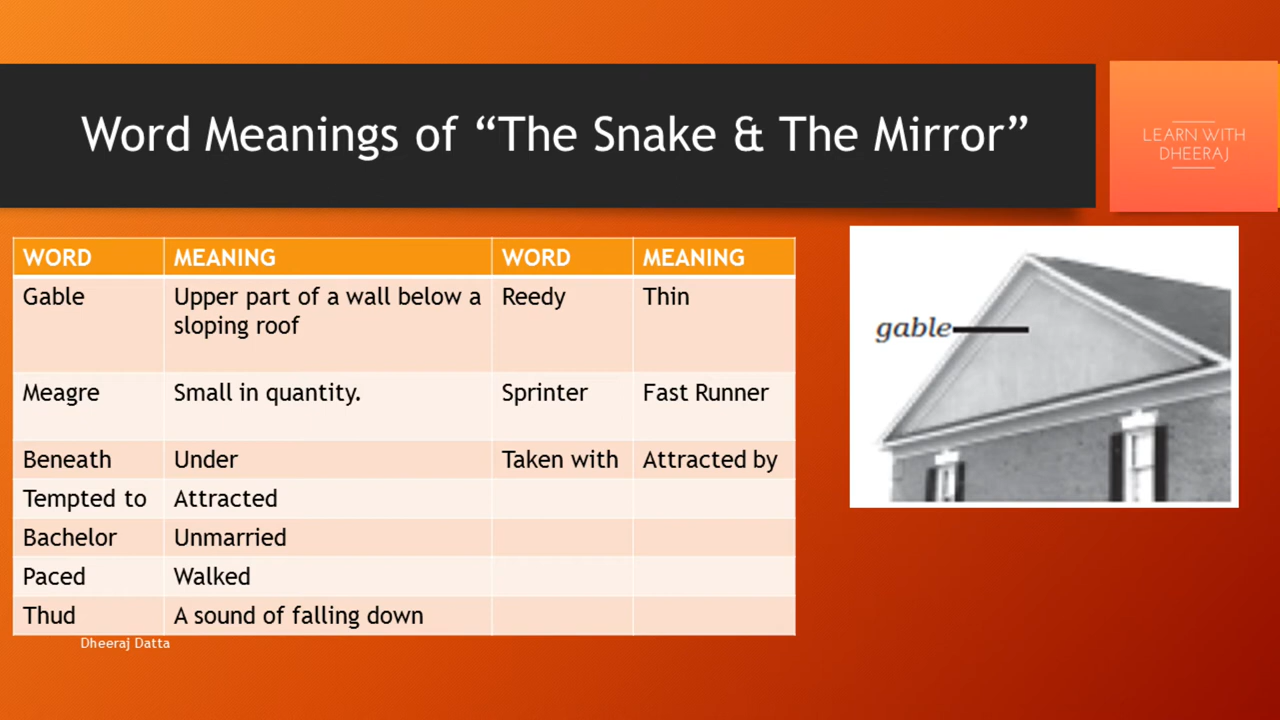 Word Meanings of “The Snake & The Mirror”
LEARN WITH
DHEERAJ
WORD MEANING WORD MEANING
Gable Upper part of a wall below a Reedy Thin
sloping roof
Meagre Small in quantity. Sprinter Fast Runner
Beneath Under Taken with Attracted by
Tempted to Attracted
Bachelor Unmarried
Paced Walked
Thud A sound of falling down
Dheeraj Datta
gable